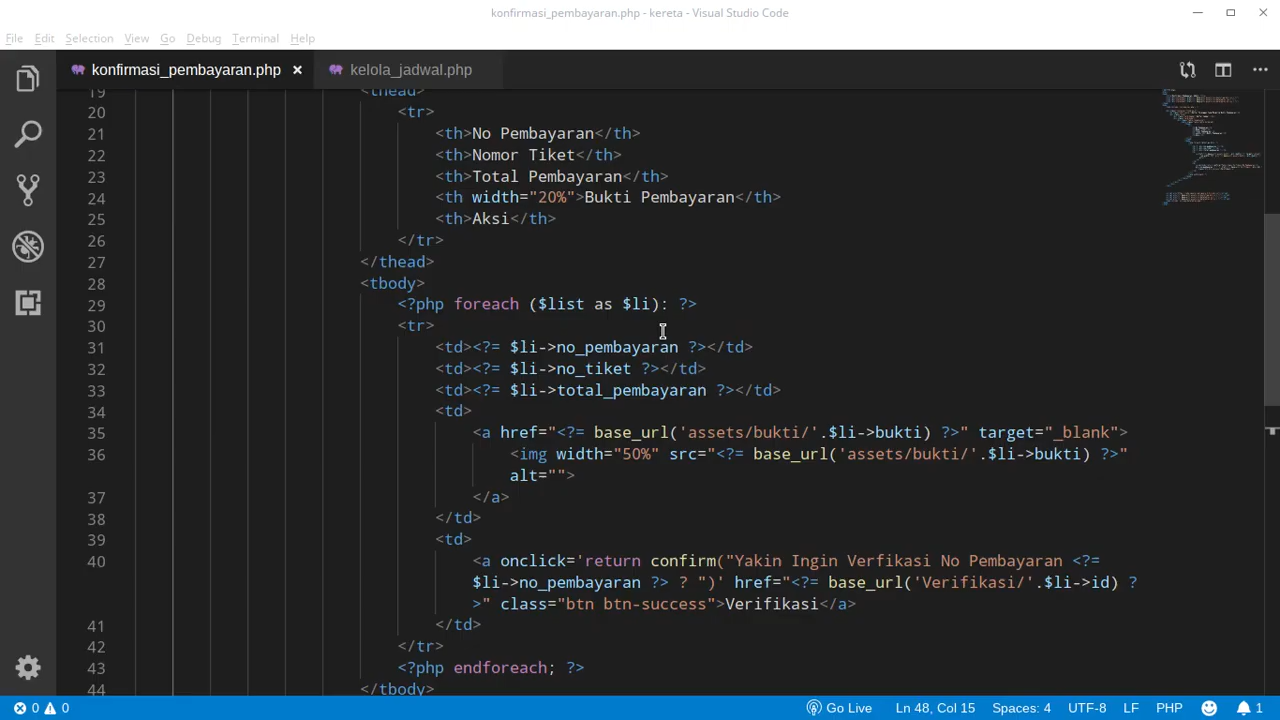 konfirmasi_pembayaran.php - kereta - Visual Studio Code
File Edit Selection View Go Debug Terminal Help
konfirmasi_pembayaran.php kelola_jadwal.php
19 <thead>
20 <tr>
21 <th>No Pembayaran</th>
22 <th>Nomor Tiket</th>
23 <th>Total Pembayaran</th>
24 <th width="20%">Bukti Pembayaran</th>
25 <th>Aksi</th>
26 </tr>
27 </thead>
28 <tbody>
29 <?php foreach ($list as $li): ?>
30 <tr>
31 <td><?= $li->no_pembayaran ?></td>
32 <td><?= $li->no_tiket ?></td>
33 <td><?= $li->total_pembayaran ?></td>
34 <td>
35 <a href="<?= base_url('assets/bukti/'.$li->bukti) ?>" target="_blank">
36 <img width="50%" src="<?= base_url('assets/bukti/'.$li->bukti) ?>"
alt="">
37 </a>
38 </td>
39 <td>
40 <a onclick='return confirm("Yakin Ingin Verfikasi No Pembayaran <?=
$li->no_pembayaran ?> ? ")' href="<?= base_url('Verifikasi/'.$li->id) ?
>" class="btn btn-success">Verifikasi</a>
41 </td>
42 </tr>
43 <?php endforeach; ?>
44 </tbody>
0 0 Go Live Ln 48, Col 15 Spaces: 4 UTF-8 LF PHP 1